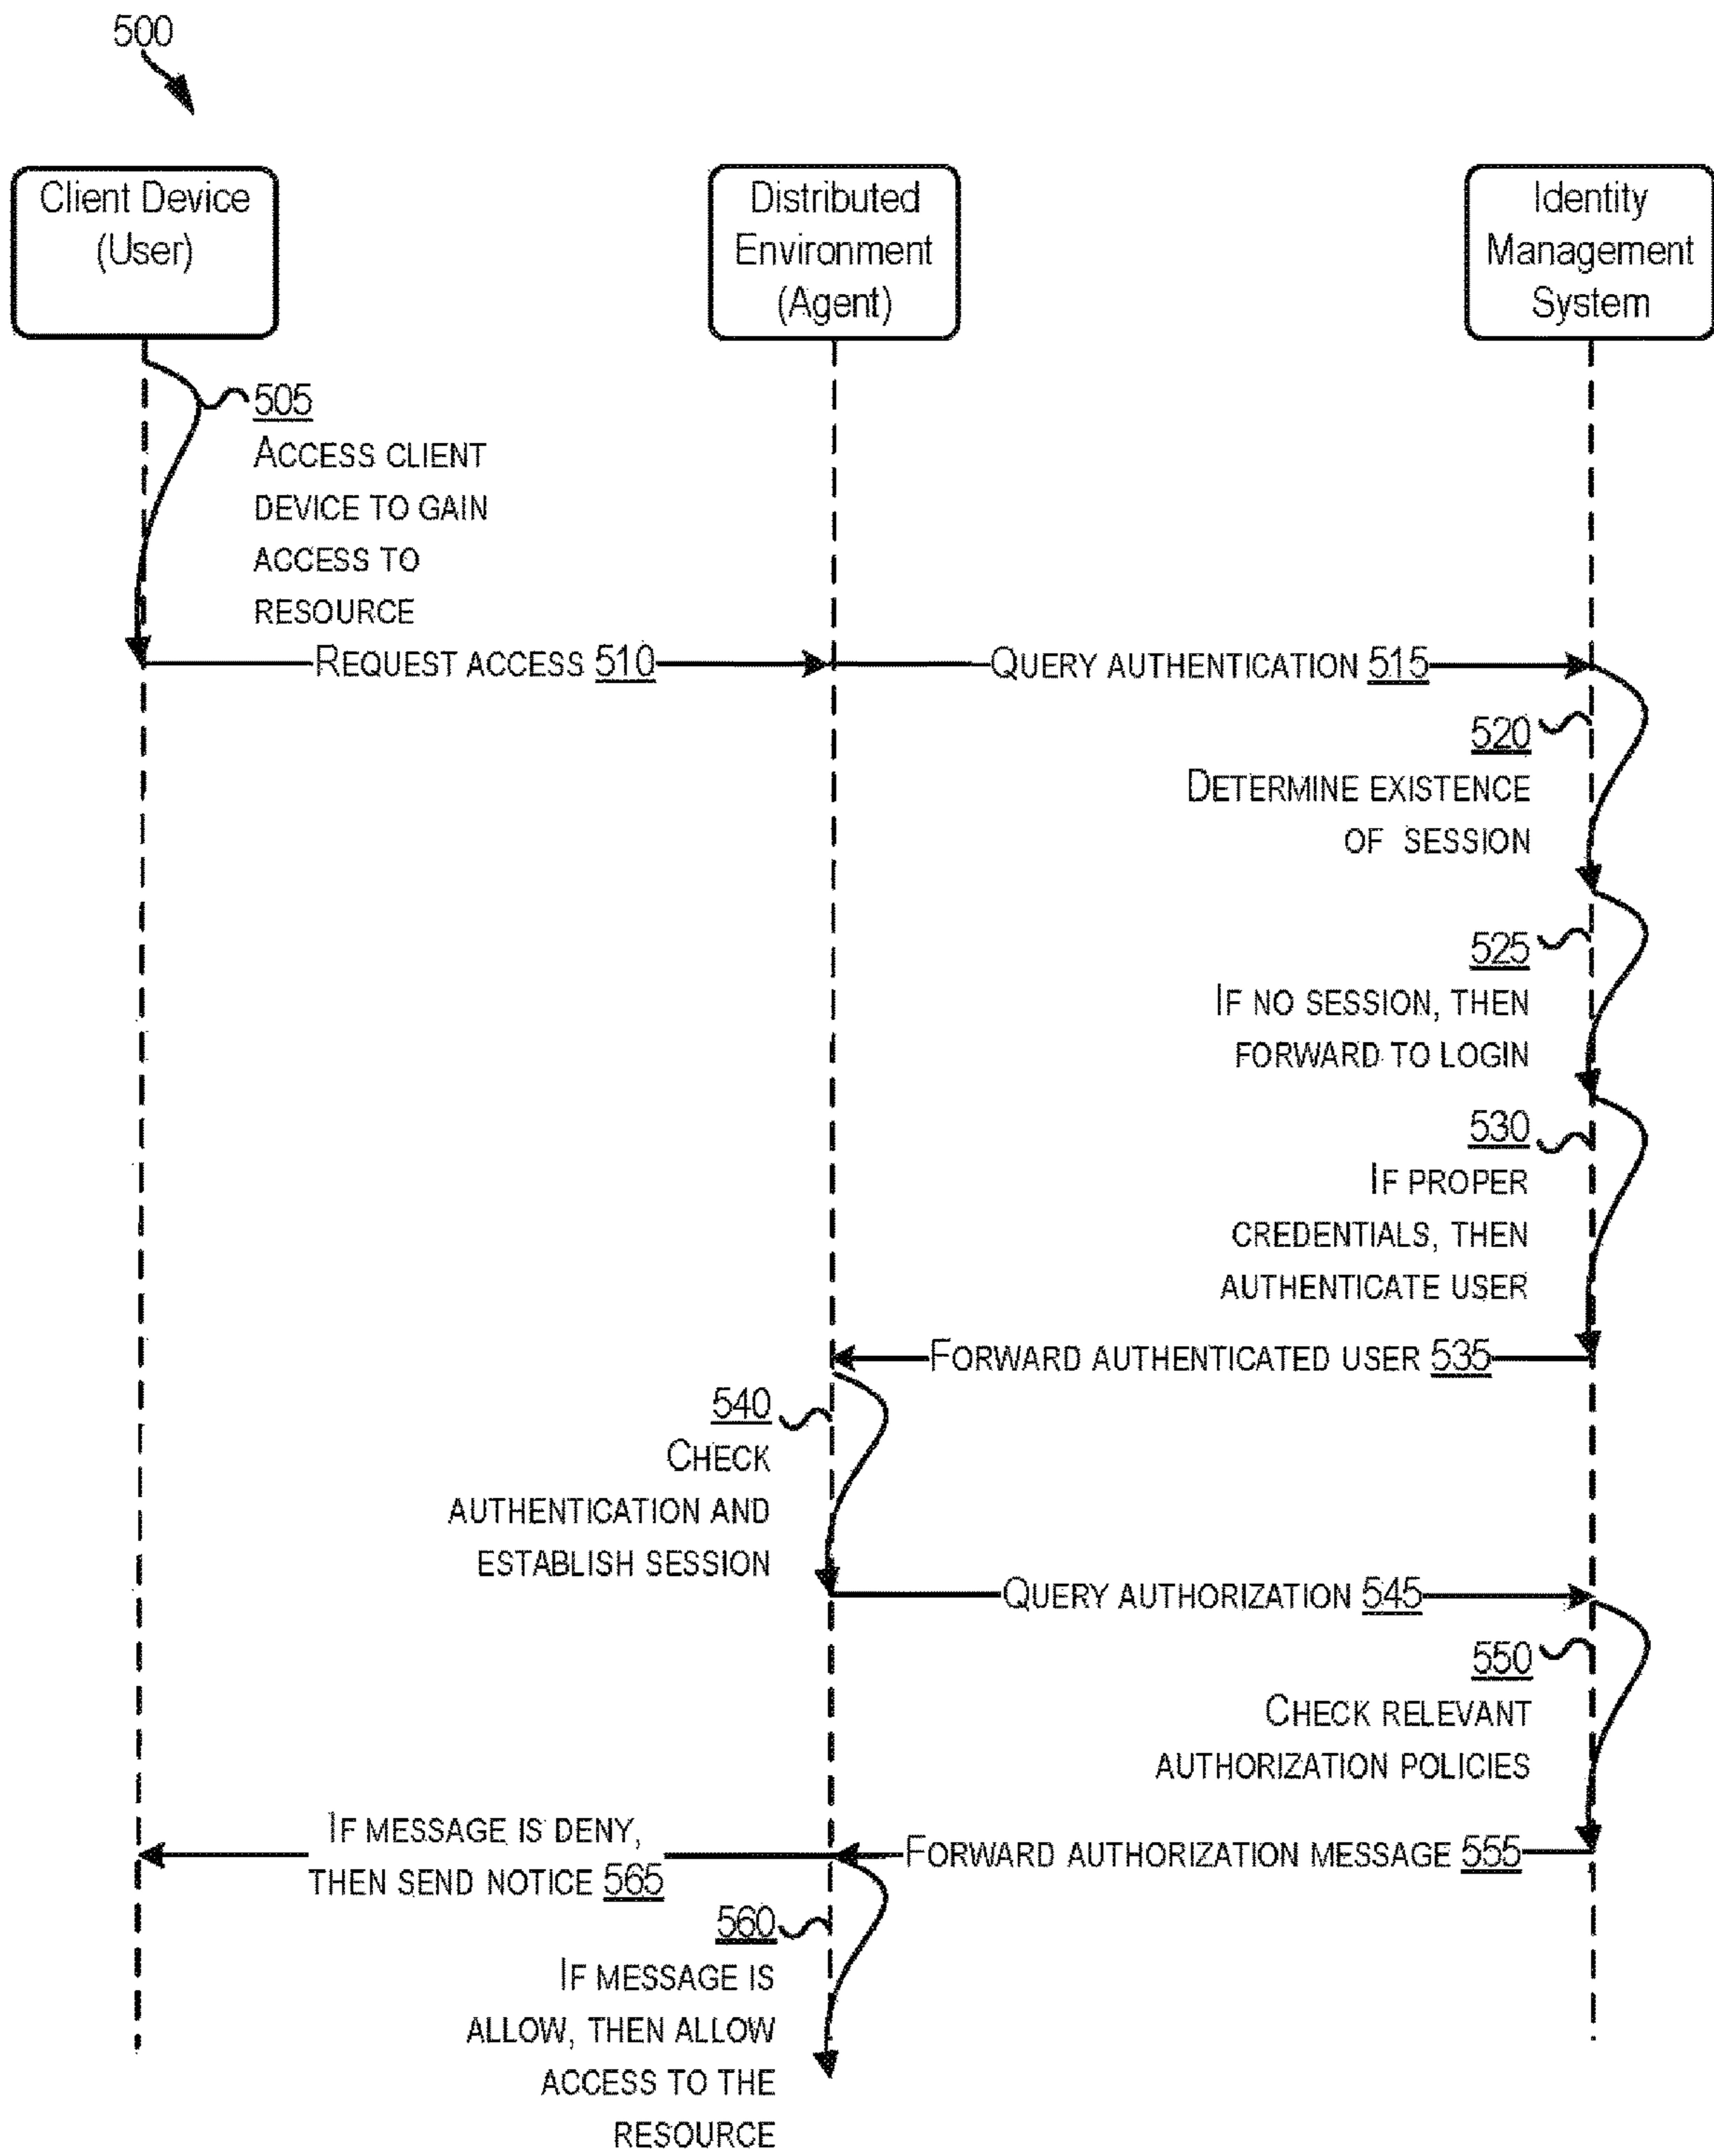 500
Client Device
(User)
Distributed
Environment
(Agent)
Identity
Management
System
505
ACCESS CLIENT
DEVICE TO GAIN
ACCESS TO
RESOURCE
REQUEST ACCESS 510
QUERY AUTHENTICATION 515
520
DETERMINE EXISTENCE
OF SESSION
525
IF NO SESSION, THEN
FORWARD TO LOGIN
530
IF PROPER
CREDENTIALS, THEN
AUTHENTICATE USER
FORWARD AUTHENTICATED USER 535
540
CHECK
AUTHENTICATION AND
ESTABLISH SESSION
QUERY AUTHORIZATION 545
550
CHECK RELEVANT
AUTHORIZATION POLICIES
IF MESSAGE IS DENY,
THEN SEND NOTICE 565
FORWARD AUTHORIZATION MESSAGE 555
560
IF MESSAGE IS
ALLOW, THEN ALLOW
ACCESS TO THE
RESOURCE